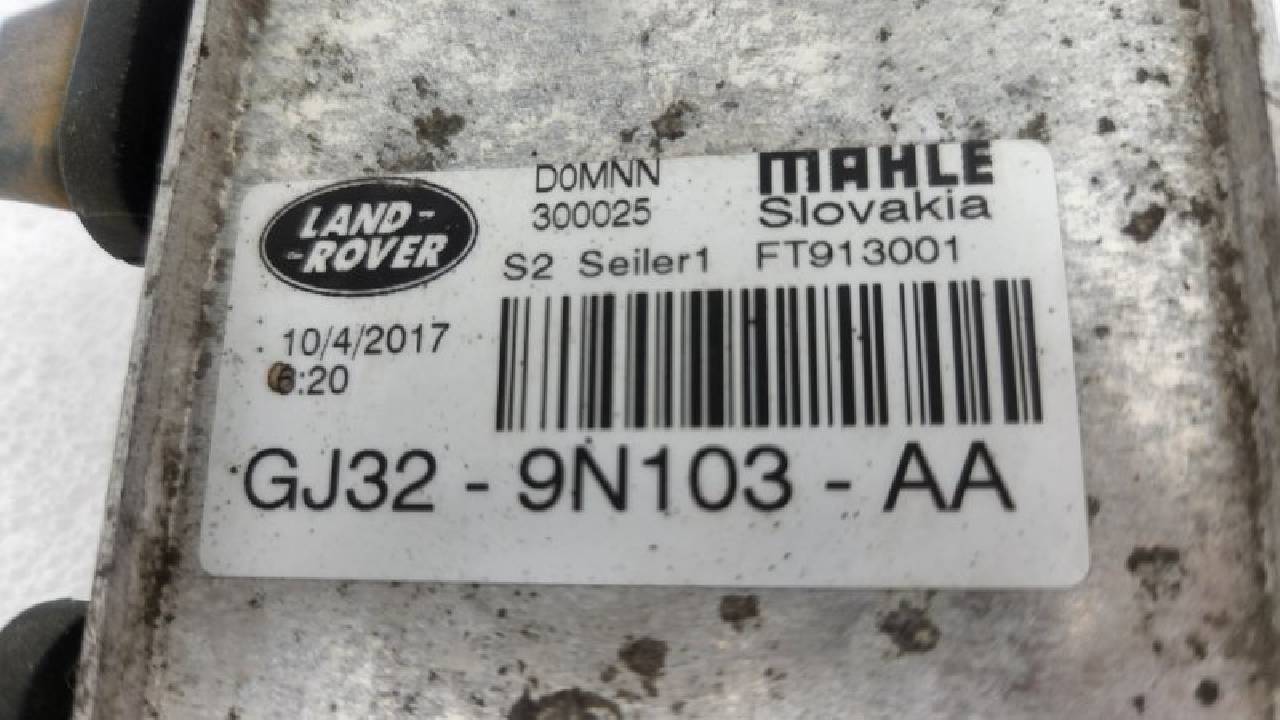 LAND-
-ROVER
D0MNN
300025
MAHLE
Slovakia
S2 Seiler1 FT913001
10/4/2017
6:20
GJ32 - 9N103 - AA